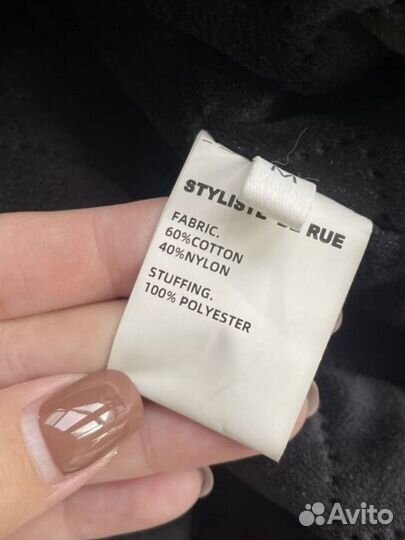 M
STYLISTE RUE
FABRIC.
60%COTTON
40%NYLON
STUFFING.
100% POLYESTER
Avito